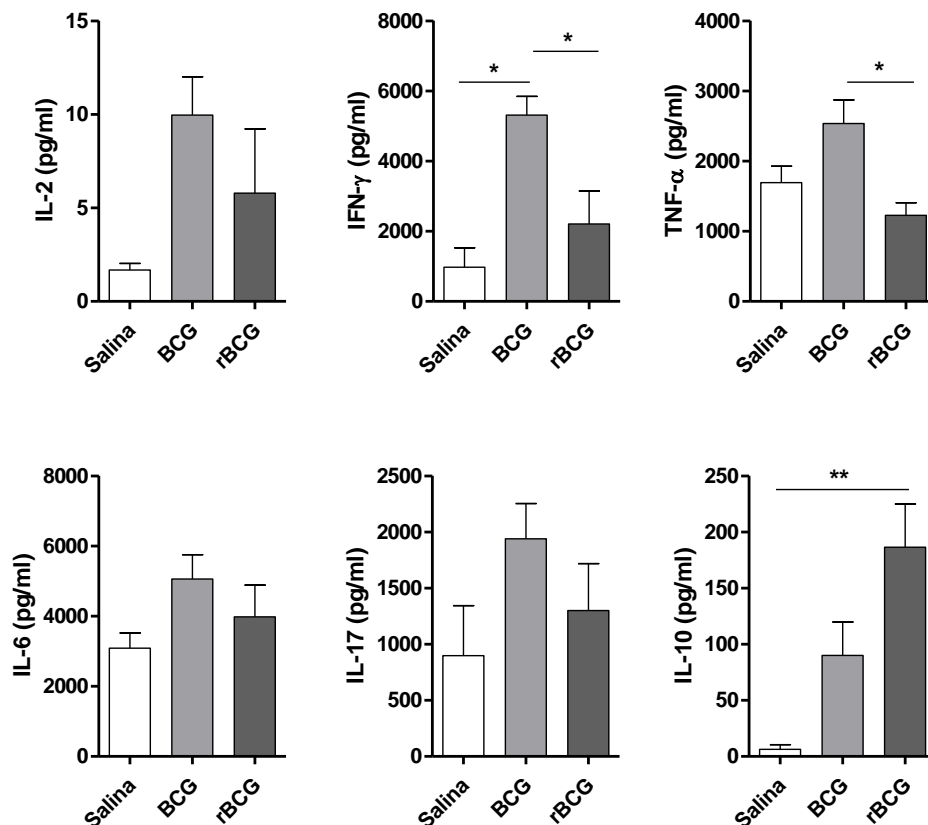 IL-2 (pg/ml)
15
10
5
0
Salina
BCG
rBCG
IFN-γ (pg/ml)
8000
6000
4000
2000
0
*
*
Salina
BCG
rBCG
TNF-α (pg/ml)
4000
3000
2000
1000
0
*
Salina
BCG
rBCG
IL-6 (pg/ml)
8000
6000
4000
2000
0
Salina
BCG
rBCG
IL-17 (pg/ml)
2500
2000
1500
1000
500
0
Salina
BCG
rBCG
IL-10 (pg/ml)
250
200
150
100
50
0
**
Salina
BCG
rBCG